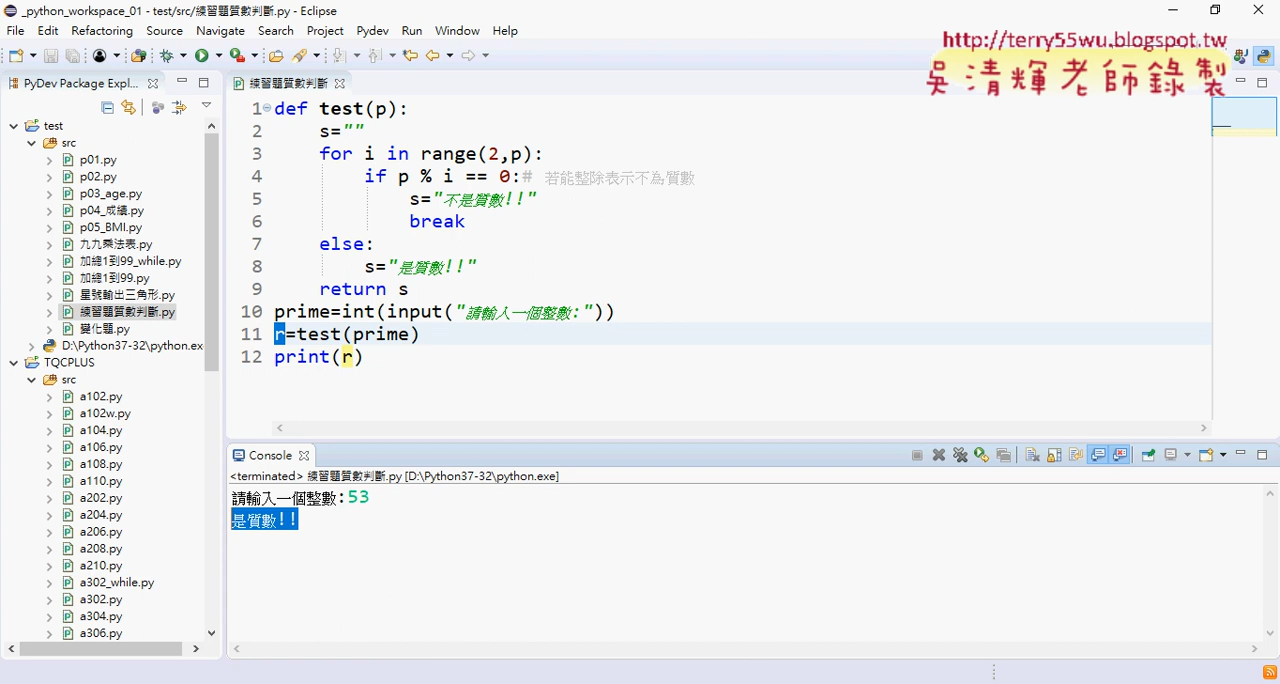 _python_workspace_01 - test/src/練習題質數判斷.py - Eclipse
File Edit Refactoring Source Navigate Search Project Pydev Run Window Help
http://terry55wu.blogspot.tw
吳清輝老師錄製
PyDev Package Expl...
練習題質數判斷
test
src
p01.py
p02.py
p03_age.py
p04_成績.py
p05_BMI.py
九九乘法表.py
加總1到99_while.py
加總1到99.py
星號輸出三角形.py
練習題質數判斷.py
變化題.py
D:\Python37-32\python.ex
TQCPLUS
src
a102.py
a102w.py
a104.py
a106.py
a108.py
a110.py
a202.py
a204.py
a206.py
a208.py
a210.py
a302_while.py
a302.py
a304.py
a306.py
1 def test(p):
2 s=""
3 for i in range(2,p):
4 if p % i == 0:# 若能整除表示不為質數
5 s="不是質數!!"
6 break
7 else:
8 s="是質數!!"
9 return s
10 prime=int(input("請輸入一個整數:"))
11 r=test(prime)
12 print(r)
Console
<terminated> 練習題質數判斷.py [D:\Python37-32\python.exe]
請輸入一個整數:53
是質數!!